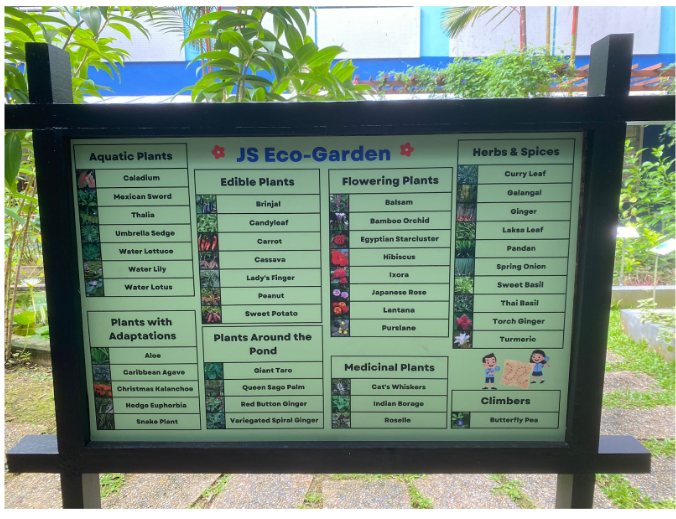 JS Eco-Garden
Aquatic Plants
Caladium
Mexican Sword
Thalia
Umbrella Sedge
Water Lettuce
Water Lily
Water Lotus
Plants with
Adaptations
Aloe
Caribbean Agave
Christmas Kalanchoe
Hedge Euphorbia
Snake Plant
Edible Plants
Brinjal
Candyleaf
Carrot
Cassava
Lady's Finger
Peanut
Sweet Potato
Plants Around the
Pond
Giant Taro
Queen Sago Palm
Red Button Ginger
Variegated Spiral Ginger
Flowering Plants
Balsam
Bamboo Orchid
Egyptian Starcluster
Hibiscus
Ixora
Japanese Rose
Lantana
Purslane
Medicinal Plants
Cat's Whiskers
Indian Borage
Roselle
Herbs & Spices
Curry Leaf
Galangal
Ginger
Laksa Leaf
Pandan
Spring Onion
Sweet Basil
Thai Basil
Torch Ginger
Turmeric
Climbers
Butterfly Pea